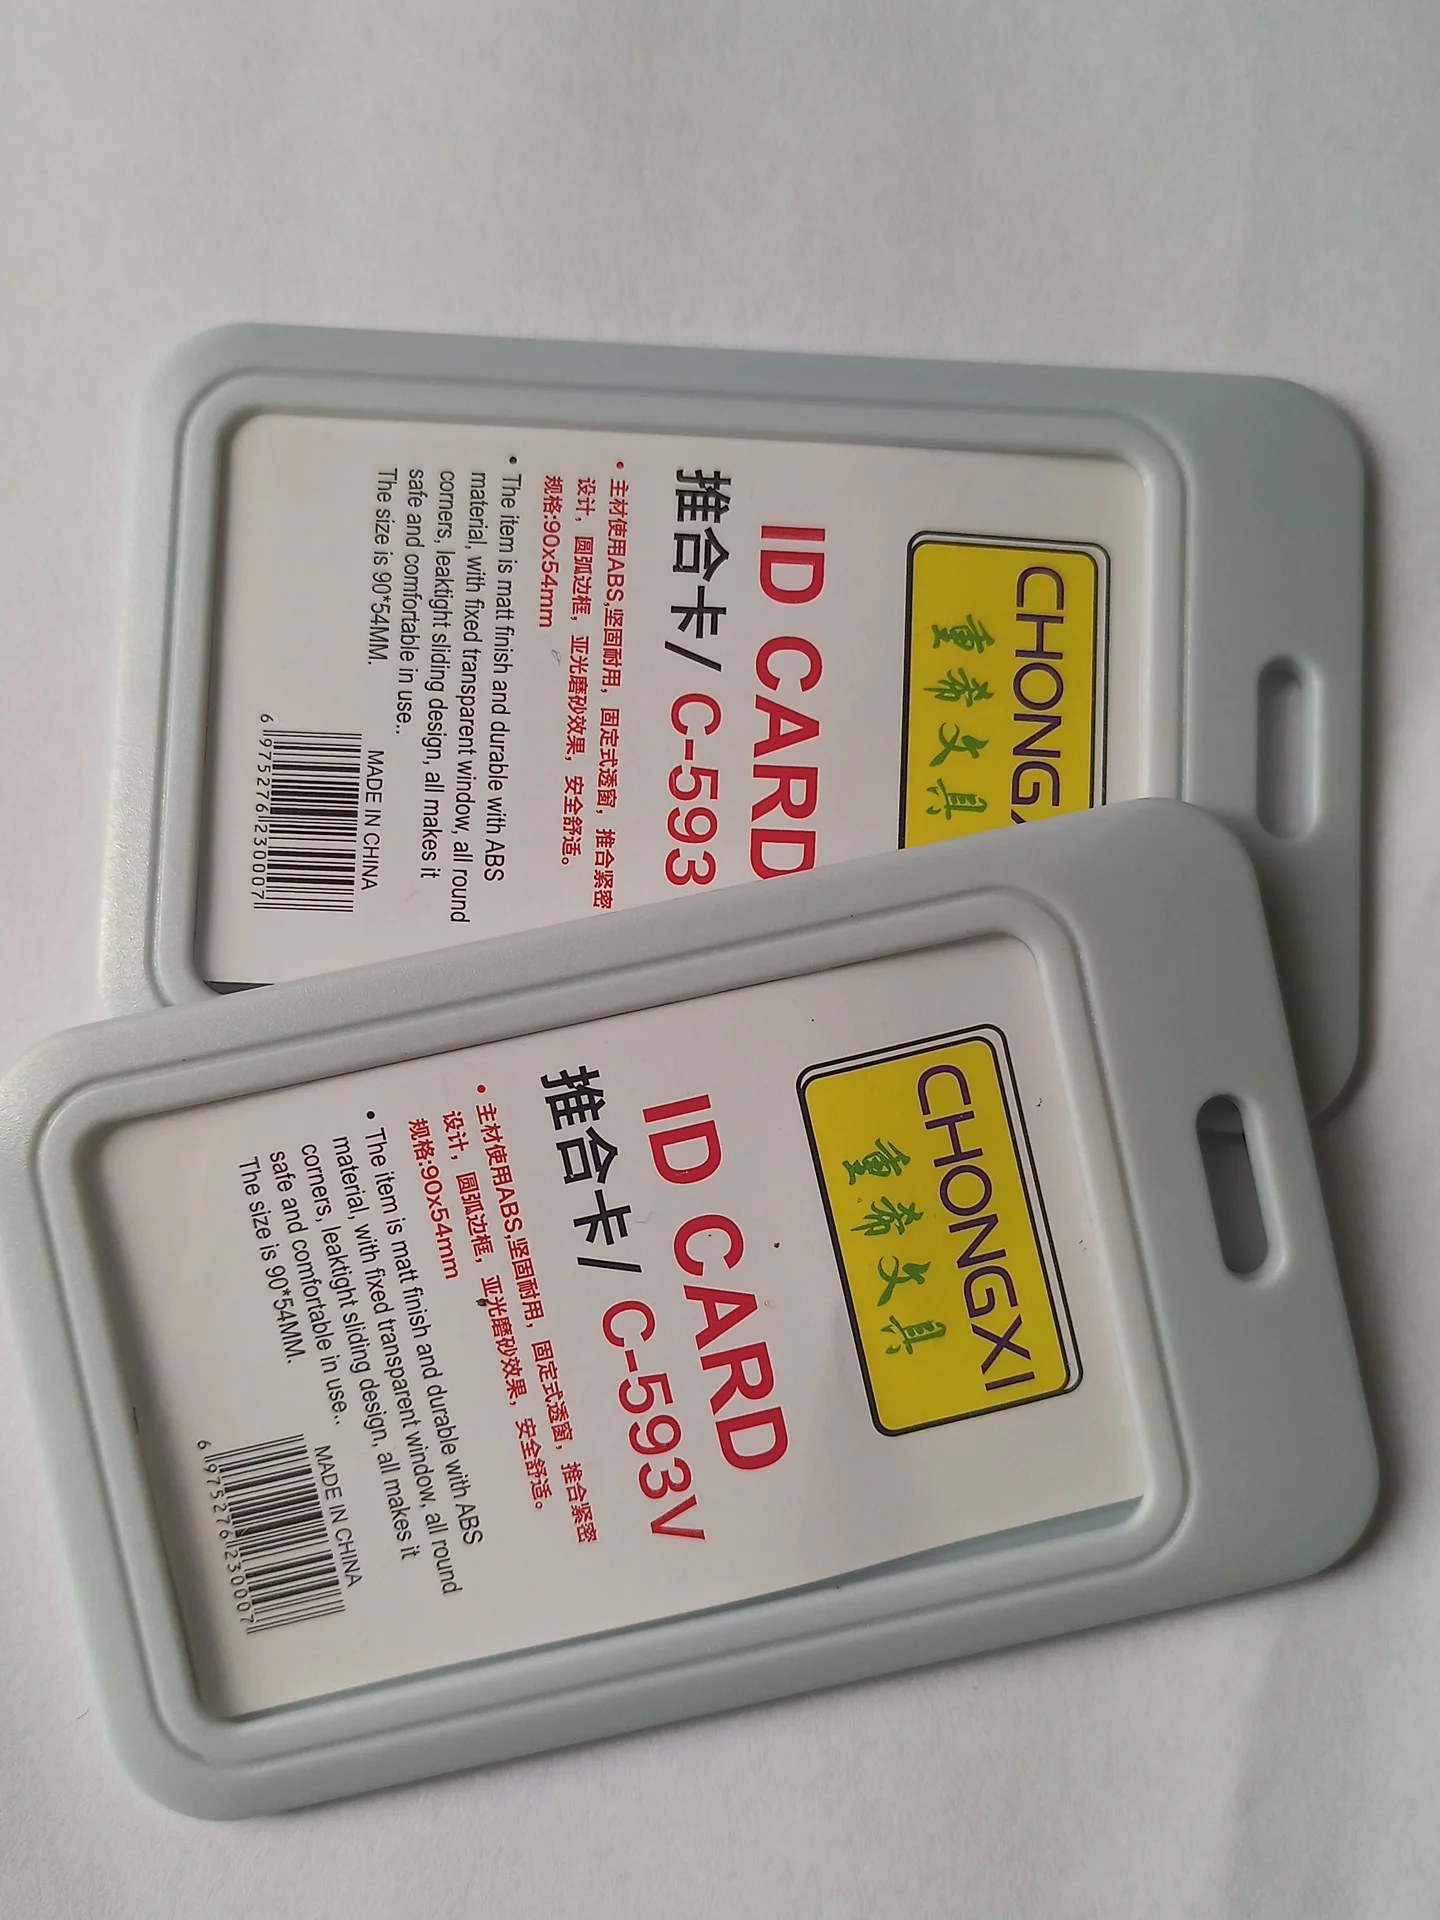 CHONGX
重希文具
ID CARD
推合卡/ C-593
• 主材使用ABS,坚固耐用，固定式透窗，推合紧密
设计，圆弧边框，亚光磨砂效果，安全舒适。
规格:90x54mm
• The item is matt finish and durable with ABS
material, with fixed transparent window, all round
corners, leaktight sliding design, all makes it
safe and comfortable in use..
The size is 90*54MM.
MADE IN CHINA
6 975276 230007
CHONGXI
重希文具
ID CARD
推合卡/ C-593V
• 主材使用ABS,坚固耐用，固定式透窗，推合紧密
设计，圆弧边框，亚光磨砂效果，安全舒适。
规格:90x54mm
• The item is matt finish and durable with ABS
material, with fixed transparent window, all round
corners, leaktight sliding design, all makes it
safe and comfortable in use..
The size is 90*54MM.
MADE IN CHINA
6 975276 230007